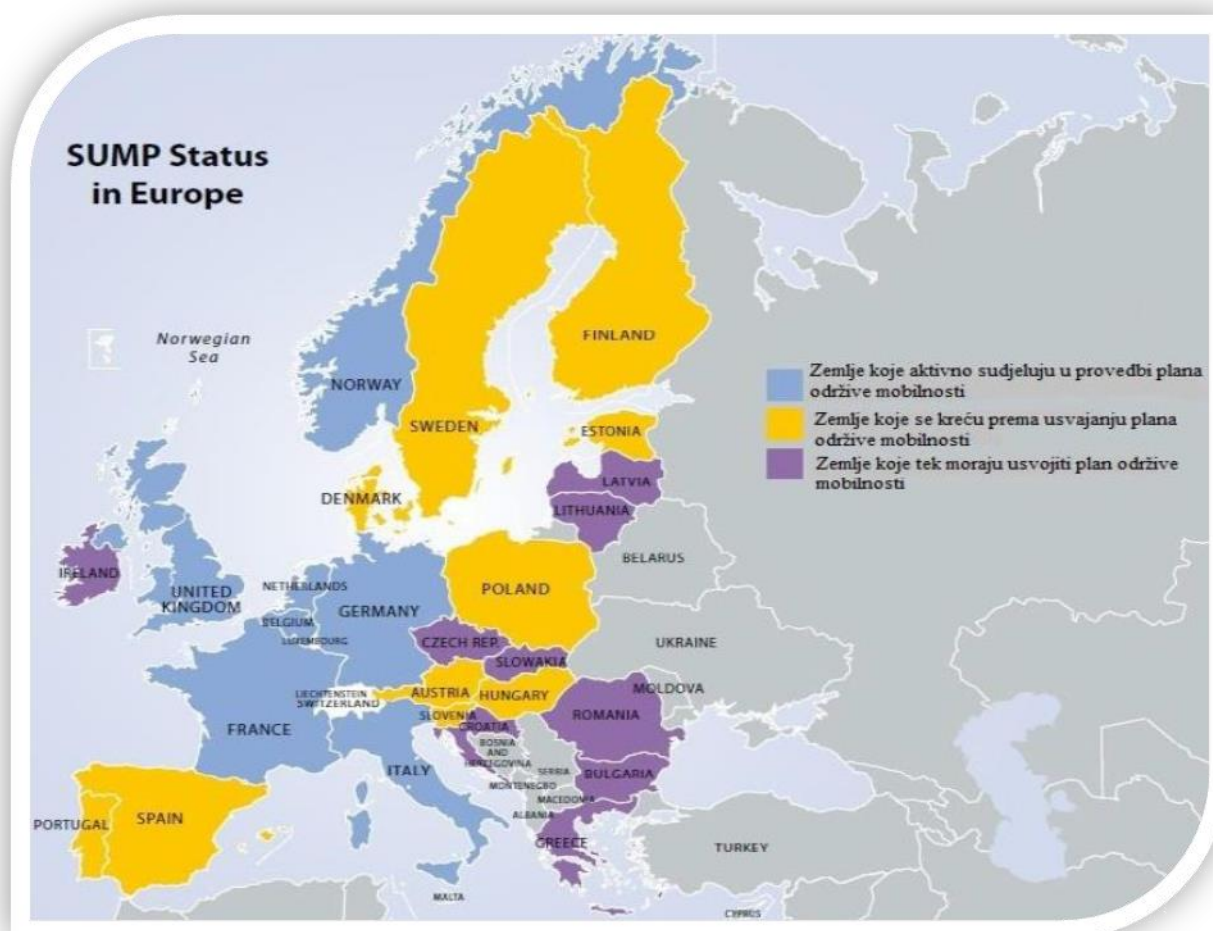 SUMP Status
in Europe
Norwegian
Sea
FINLAND
NORWAY
SWEDEN
ESTONIA
Zemlje koje aktivno sudjeluju u provedbi plana
održive mobilnosti
Zemlje koje se kreću prema usvajanju plana
održive mobilnosti
Zemlje koje tek moraju usvojiti plan održive
mobilnosti
LATVIA
DENMARK
LITHUANIA
BELARUS
IRELAND
UNITED
KINGDOM
NETHERLANDS
GERMANY
POLAND
BELGIUM
LUXEMBOURG
CZECH REP.
UKRAINE
SLOWAKIA
LIECHTENSTEIN
SWITZERLAND
AUSTRIA
HUNGARY
MOLDOVA
FRANCE
SLOVENIA
CROATIA
ROMANIA
BOSNIA
AND
HERZEGOVINA
ITALY
SERBIA
BULGARIA
MONTENEGRO
MACEDONIA
ALBANIA
PORTUGAL
SPAIN
GREECE
TURKEY
MALTA
CYPRUS